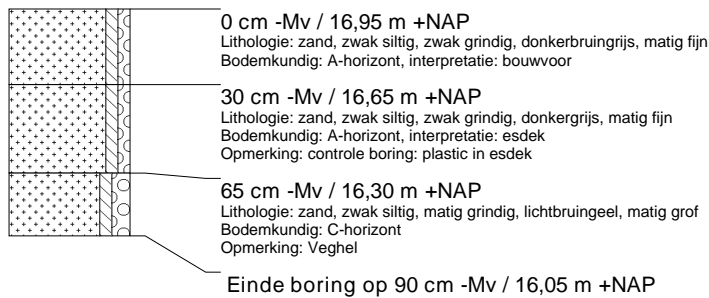 0 cm -Mv / 16,95 m +NAP
Lithologie: zand, zwak siltig, zwak grindig, donkerbruingrijs, matig fijn
Bodemkundig: A-horizont, interpretatie: bouwvoor
30 cm -Mv / 16,65 m +NAP
Lithologie: zand, zwak siltig, zwak grindig, donkergrijs, matig fijn
Bodemkundig: A-horizont, interpretatie: esdek
Opmerking: controle boring: plastic in esdek
65 cm -Mv / 16,30 m +NAP
Lithologie: zand, zwak siltig, matig grindig, lichtbruingeel, matig grof
Bodemkundig: C-horizont
Opmerking: Veghel
Einde boring op 90 cm -Mv / 16,05 m +NAP